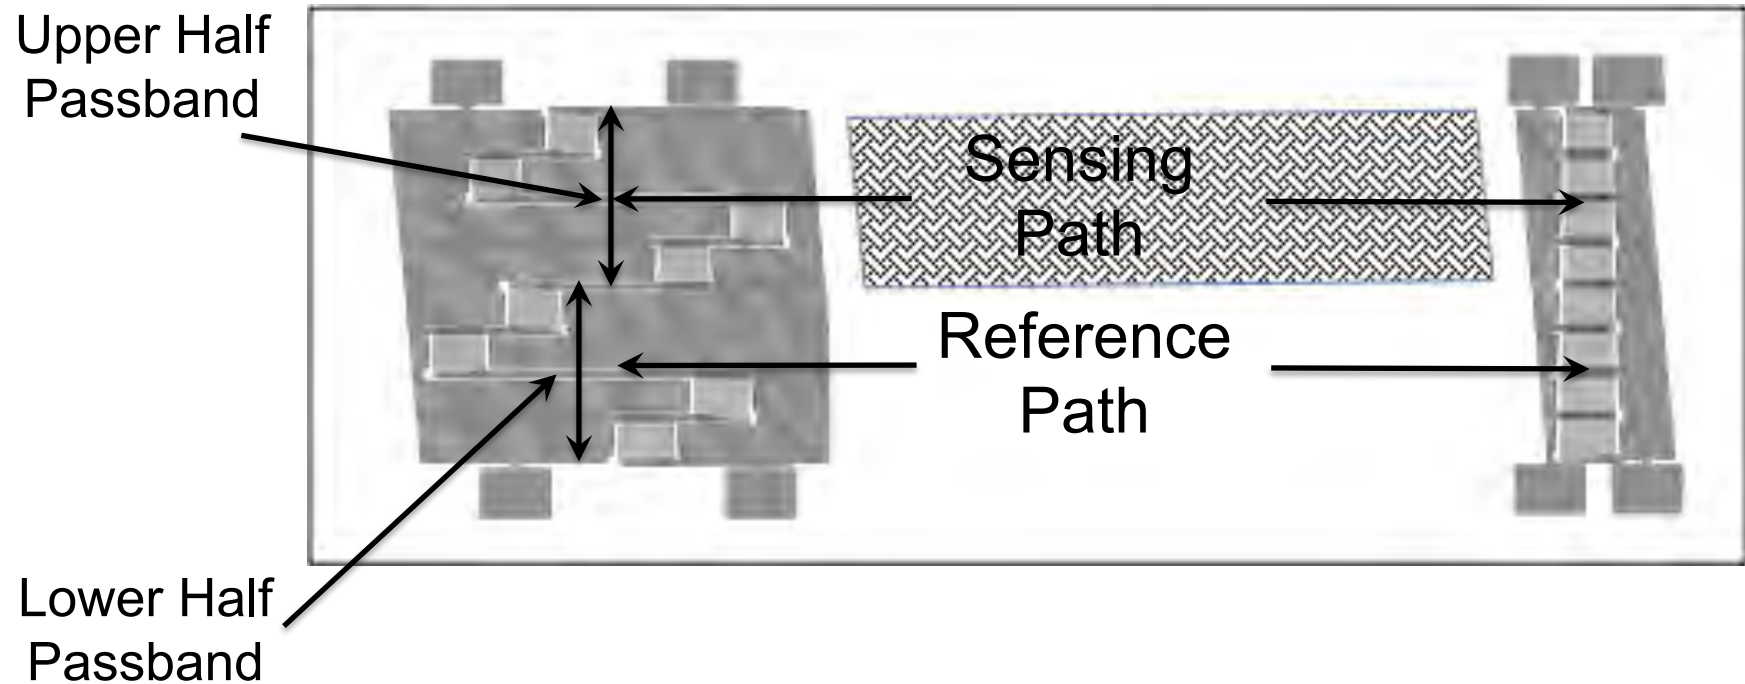 Upper Half
Passband
Sensing
Path
Reference
Path
Lower Half
Passband